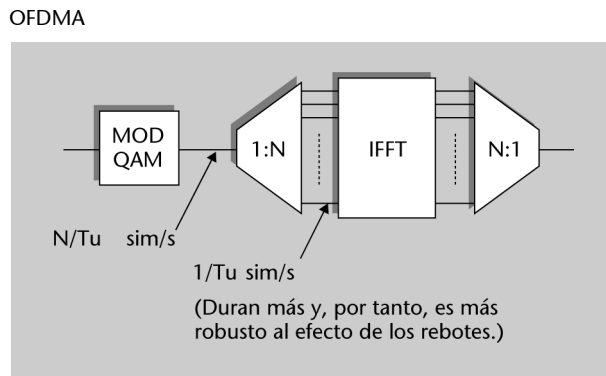 OFDMA
MOD
QAM
1:N
IFFT
N:1
N/Tu sim/s
1/Tu sim/s
(Duran más y, por tanto, es más
robusto al efecto de los rebotes.)